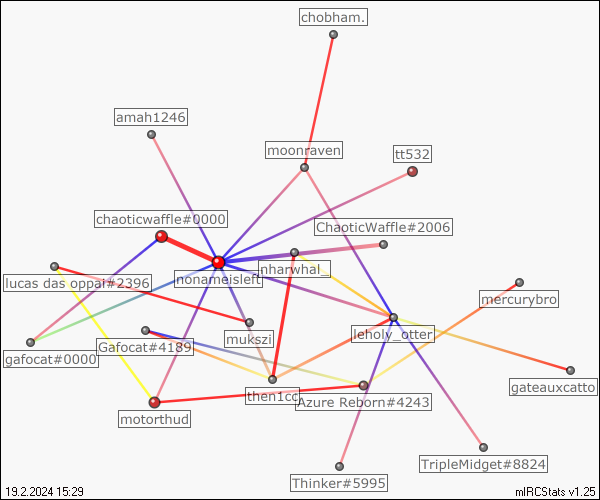 chobham.
amah1246
moonraven
tt532
chaoticwaffle#0000
ChaoticWaffle#2006
nharwhal
nonameisleft
lucas das oppai#2396
mercurybro
mukszi
leholy_otter
Gafocat#4189
gafocat#0000
gateauxcatto
then1cc
Azure Reborn#4243
motorthud
TripleMidget#8824
Thinker#5995
19.2.2024 15:29
mIRCStats v1.25